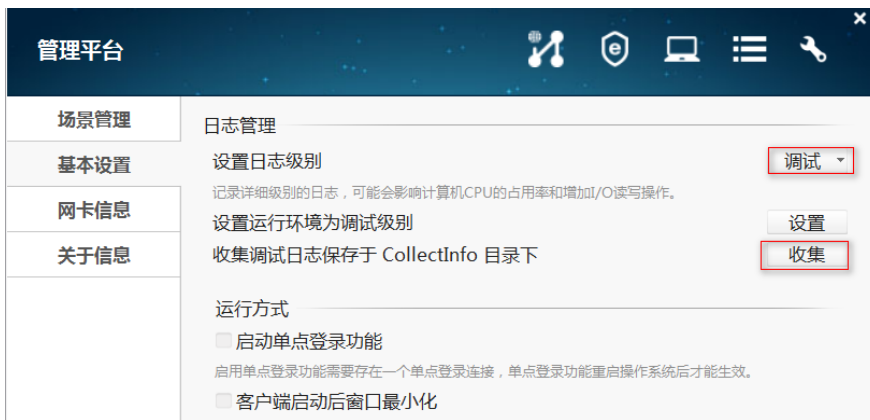 管理平台
场景管理
基本设置
网卡信息
关于信息
日志管理
设置日志级别
调试
记录详细级别的日志，可能会影响计算机CPU的占用率和增加I/O读写操作。
设置运行环境为调试级别
设置
收集调试日志保存于 CollectInfo 目录下
收集
运行方式
启动单点登录功能
启用单点登录功能需要存在一个单点登录连接，单点登录功能重启操作系统后才能生效。
客户端启动后窗口最小化